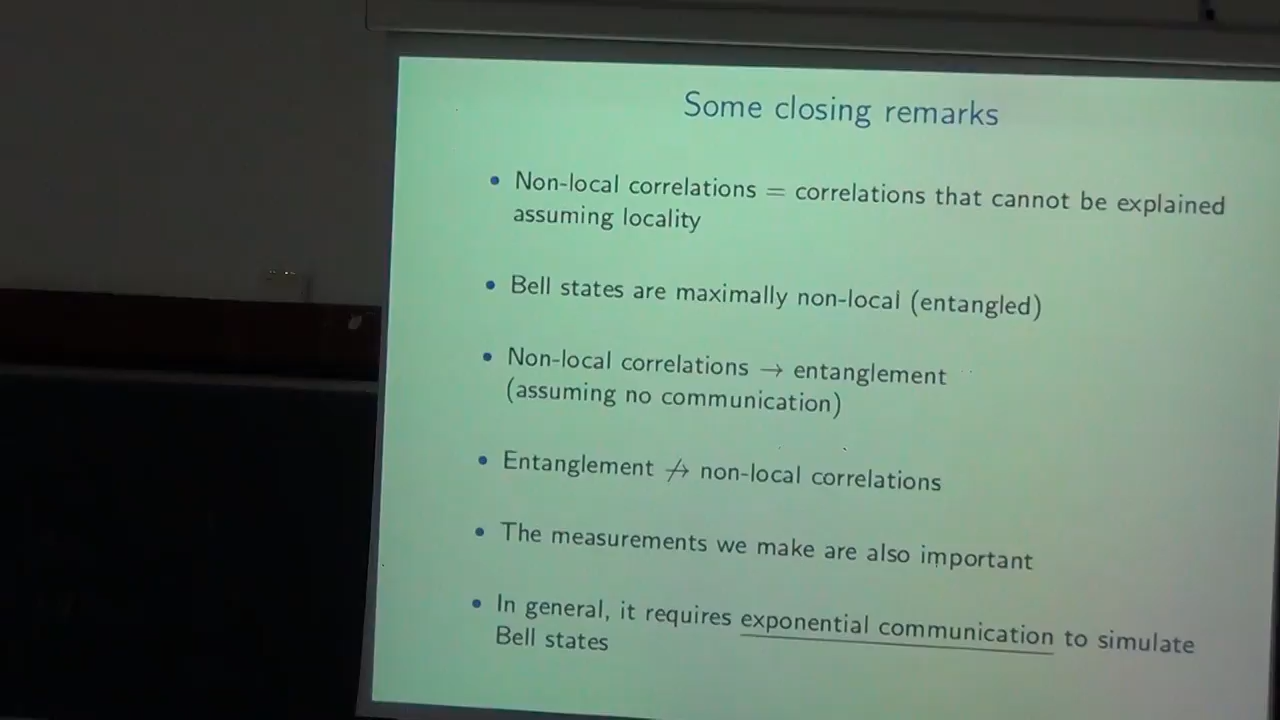 Some closing remarks
• Non-local correlations = correlations that cannot be explained
assuming locality
• Bell states are maximally non-local (entangled)
• Non-local correlations → entanglement
(assuming no communication)
• Entanglement ↛ non-local correlations
• The measurements we make are also important
• In general, it requires exponential communication to simulate
Bell states